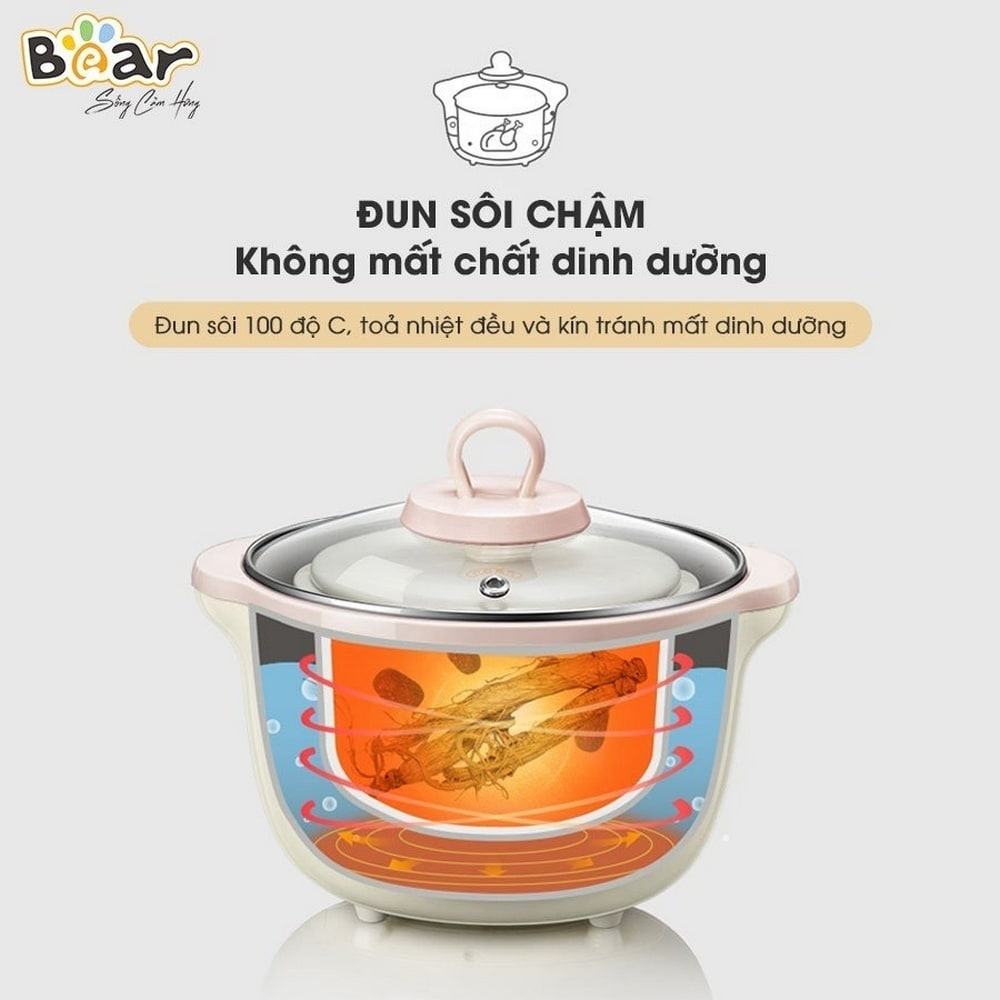 Bear
Sống Cảm Hứng
ĐUN SÔI CHẬM
Không mất chất dinh dưỡng
Đun sôi 100 độ C, toả nhiệt đều và kín tránh mất dinh dưỡng
Bear